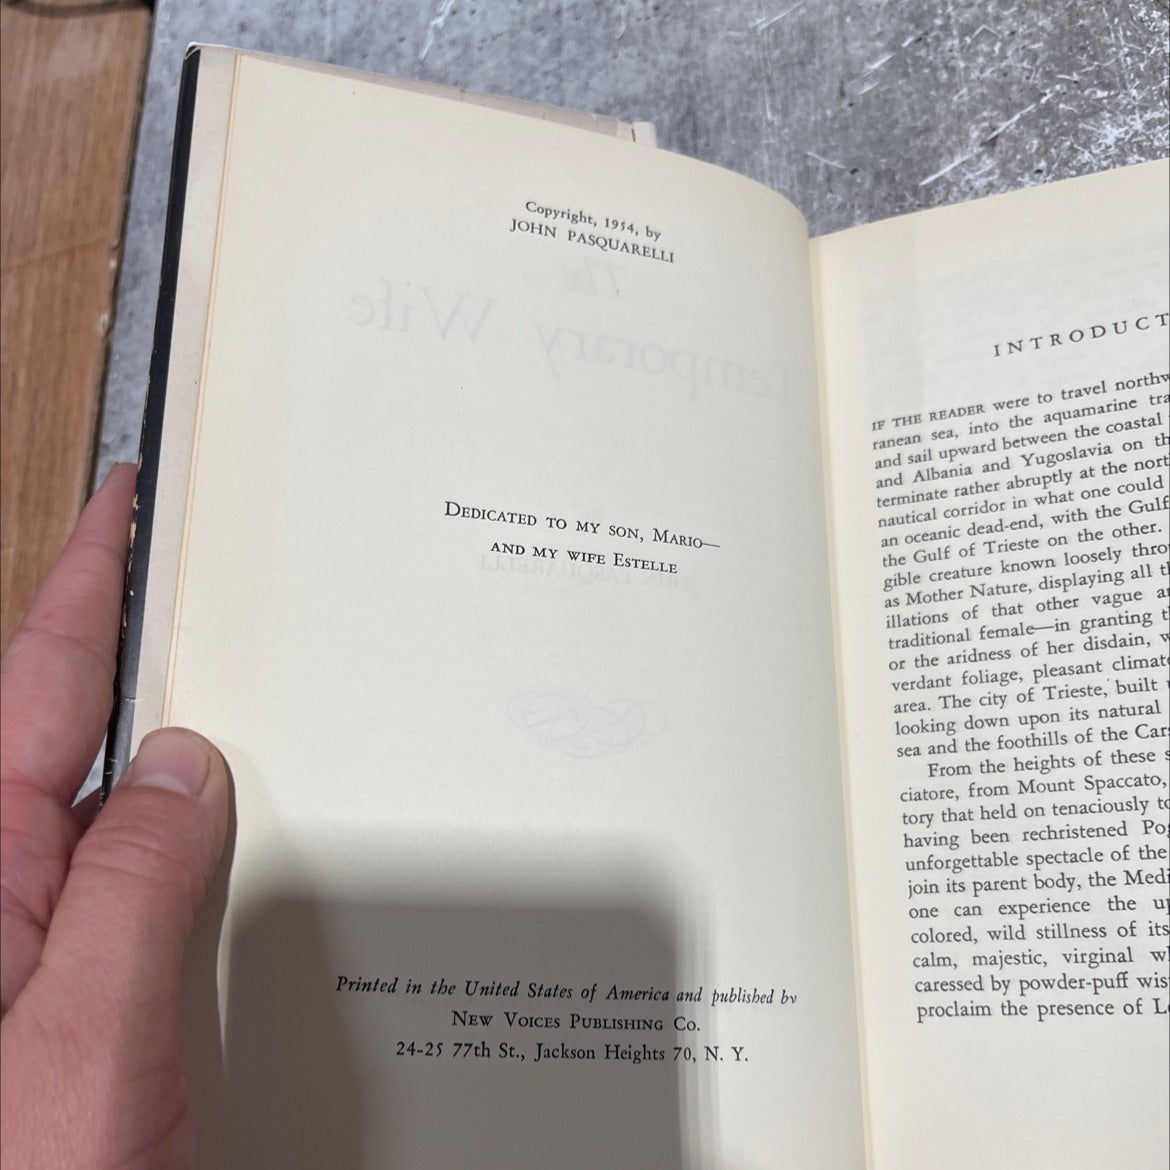 Copyright, 1954, by
JOHN PASQUARELLI
The
Temporary Wife
JOHN PASQUARELLI
DEDICATED TO MY SON, MARIO—
AND MY WIFE ESTELLE
Printed in the United States of America and published by
NEW VOICES PUBLISHING CO.
24-25 77th St., Jackson Heights 70, N. Y.
INTRODUCT
IF THE READER were to travel northw
ranean sea, into the aquamarine tra
and sail upward between the coastal
and Albania and Yugoslavia on th
terminate rather abruptly at the nort
nautical corridor in what one could
an oceanic dead-end, with the Gulf
the Gulf of Trieste on the other.
gible creature known loosely thro
as Mother Nature, displaying all th
illations of that other vague an
traditional female—in granting t
or the aridness of her disdain, w
verdant foliage, pleasant climate
area. The city of Trieste, built
looking down upon its natural
sea and the foothills of the Car
From the heights of these s
ciatore, from Mount Spaccato,
tory that held on tenaciously to
having been rechristened Pog
unforgettable spectacle of the
join its parent body, the Medi
one can experience the up
colored, wild stillness of its
calm, majestic, virginal wh
caressed by powder-puff wis
proclaim the presence of L